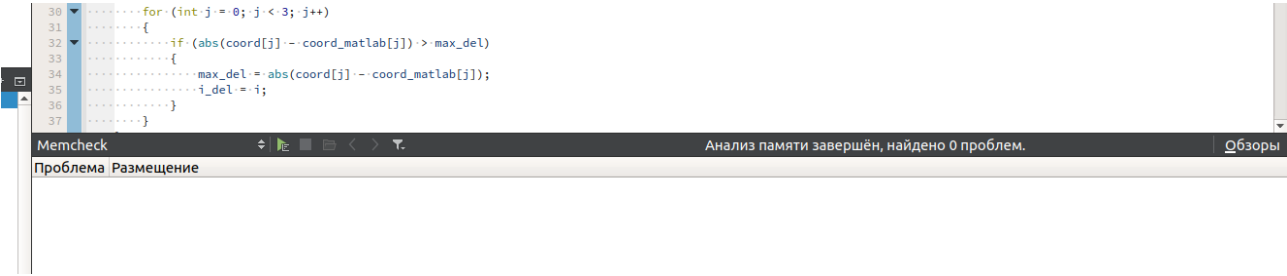 30 for (int j = 0; j < 3; j++)
31 {
32 if (abs(coord[j] - coord_matlab[j]) > max_del)
33 {
34 max_del = abs(coord[j] - coord_matlab[j]);
35 i_del = i;
36 }
37 }
Memcheck Анализ памяти завершён, найдено 0 проблем. Обзоры
Проблема Размещение